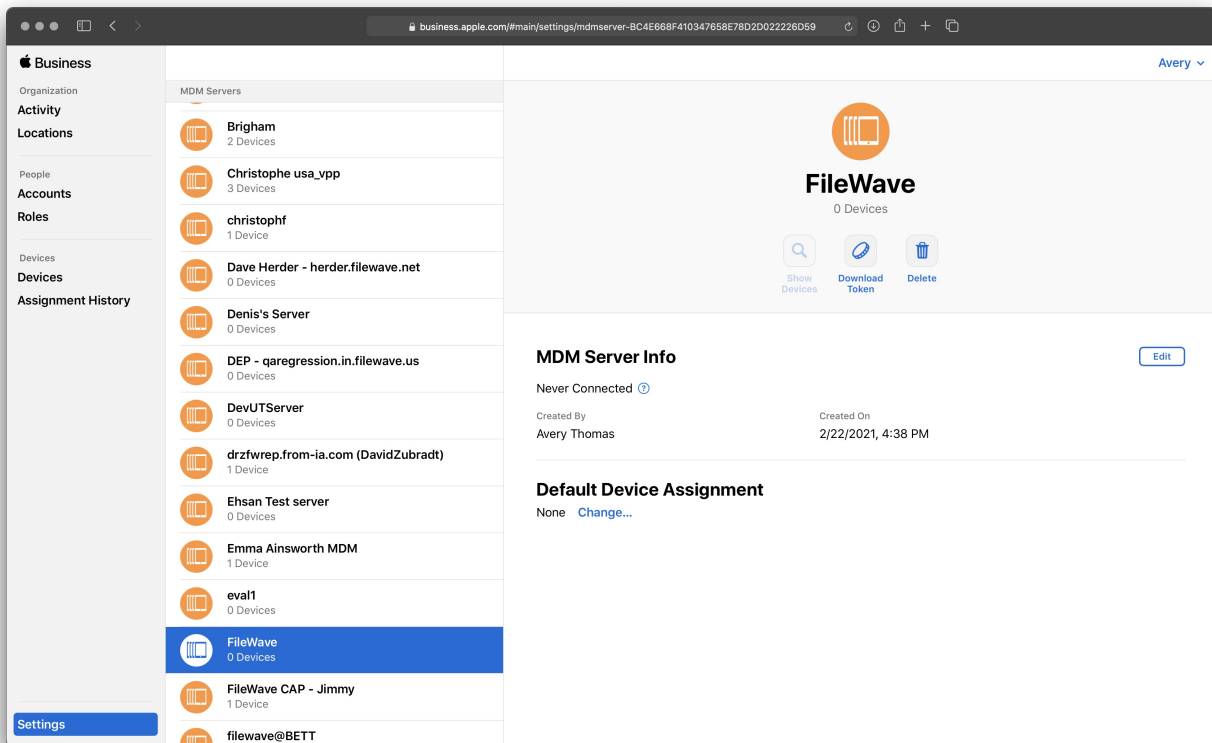 business.apple.com/#main/settings/mdmserver-BC4E668F410347658E78D2D022226D59
Business
Organization
Activity
Locations
People
Accounts
Roles
Devices
Devices
Assignment History
Settings
MDM Servers
Brigham
2 Devices
Christophe usa_vpp
3 Devices
christophf
1 Device
Dave Herder - herder.filewave.net
0 Devices
Denis's Server
0 Devices
DEP - qaregression.in.filewave.us
0 Devices
DevUTServer
0 Devices
drzfwrep.from-ia.com (DavidZubradt)
1 Device
Ehsan Test server
0 Devices
Emma Ainsworth MDM
1 Device
eval1
0 Devices
FileWave
0 Devices
FileWave CAP - Jimmy
1 Device
filewave@BETT
Avery
FileWave
0 Devices
Show
Devices
Download
Token
Delete
MDM Server Info
Edit
Never Connected ?
Created By
Avery Thomas
Created On
2/22/2021, 4:38 PM
Default Device Assignment
None Change...